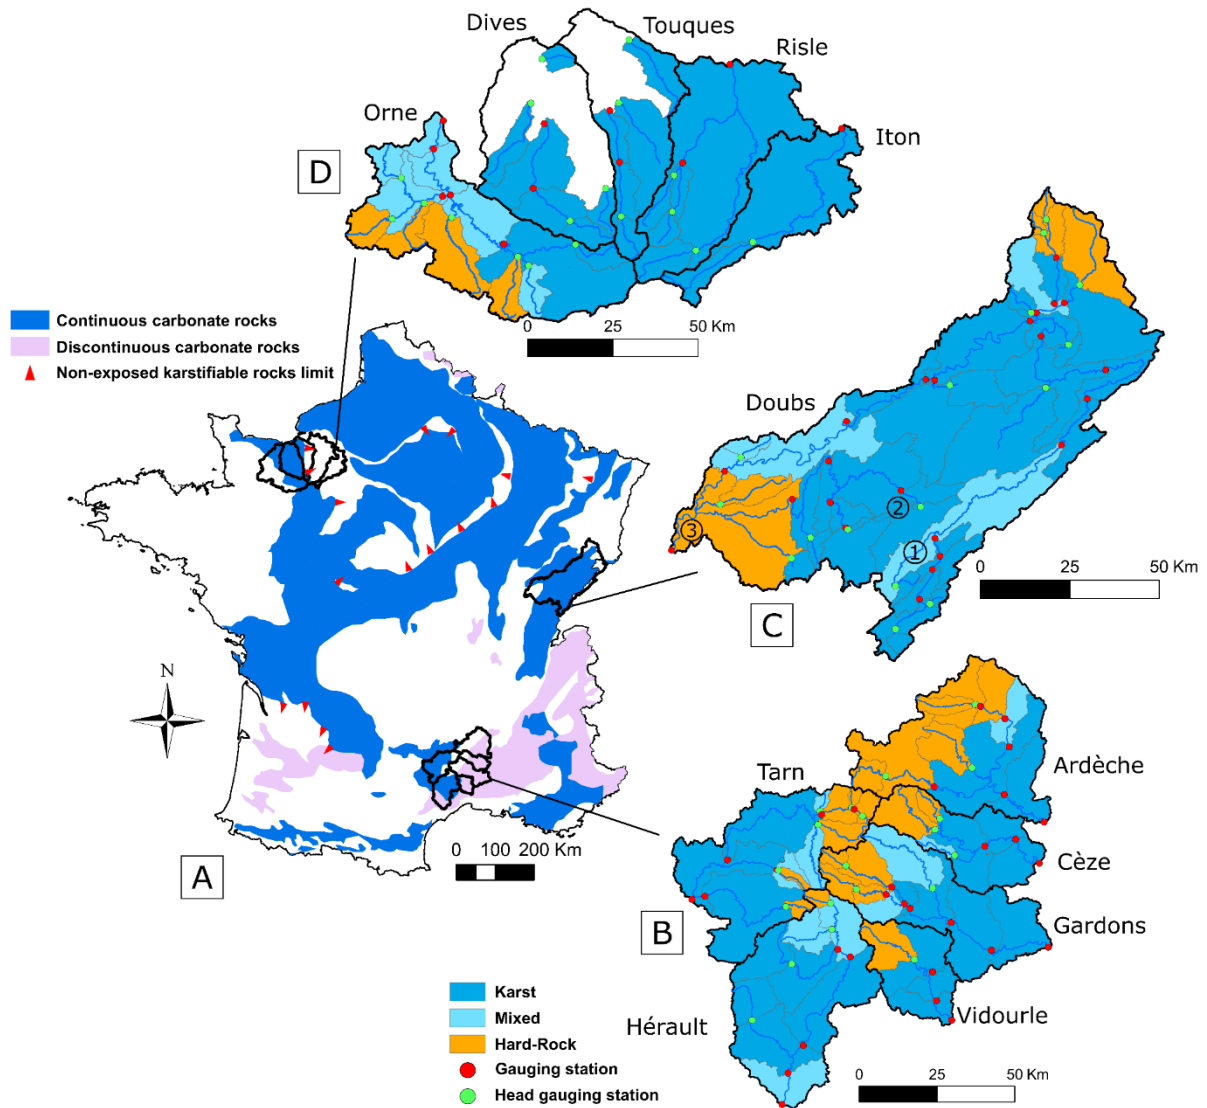 Dives
Touques
Risle
Orne
Iton
D
0 25 50 Km
Continuous carbonate rocks
Discontinuous carbonate rocks
Non-exposed karstifiable rocks limit
Doubs
2
3
1
0 25 50 Km
C
N
Tarn
Ardèche
0 100 200 Km
A
Cèze
B
Gardons
Karst
Mixed
Hard-Rock
Gauging station
Head gauging station
Hérault
Vidourle
0 25 50 Km